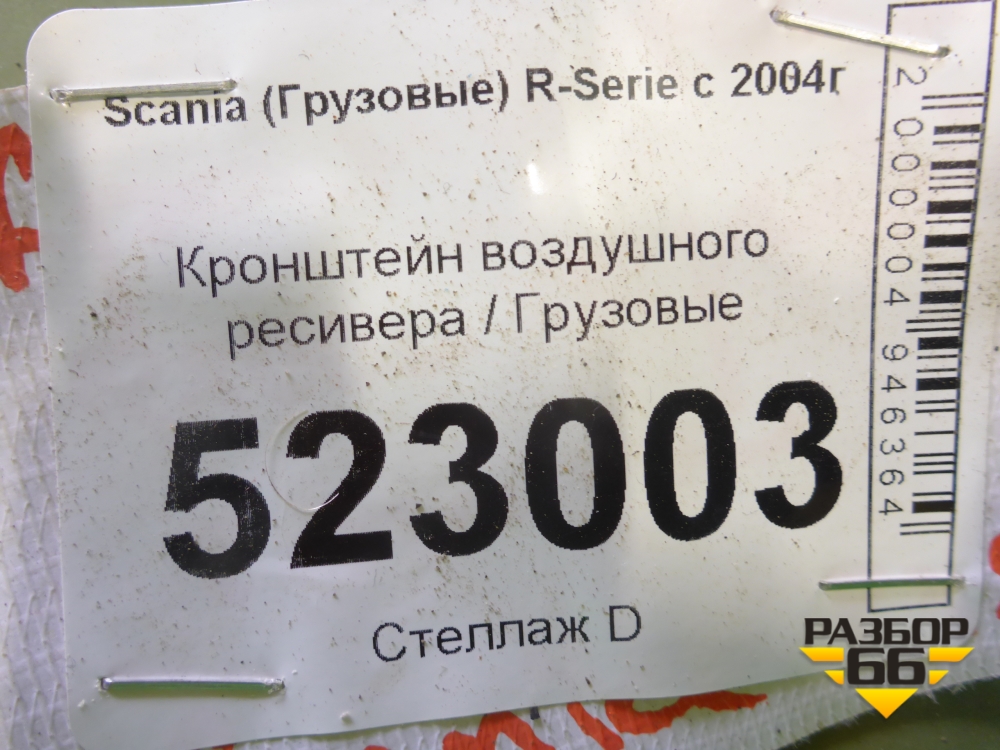 Scania (Грузовые) R-Serie с 2004г
Кронштейн воздушного
ресивера / Грузовые
523003
Стеллаж D
2000004946364
РАЗБОР
66